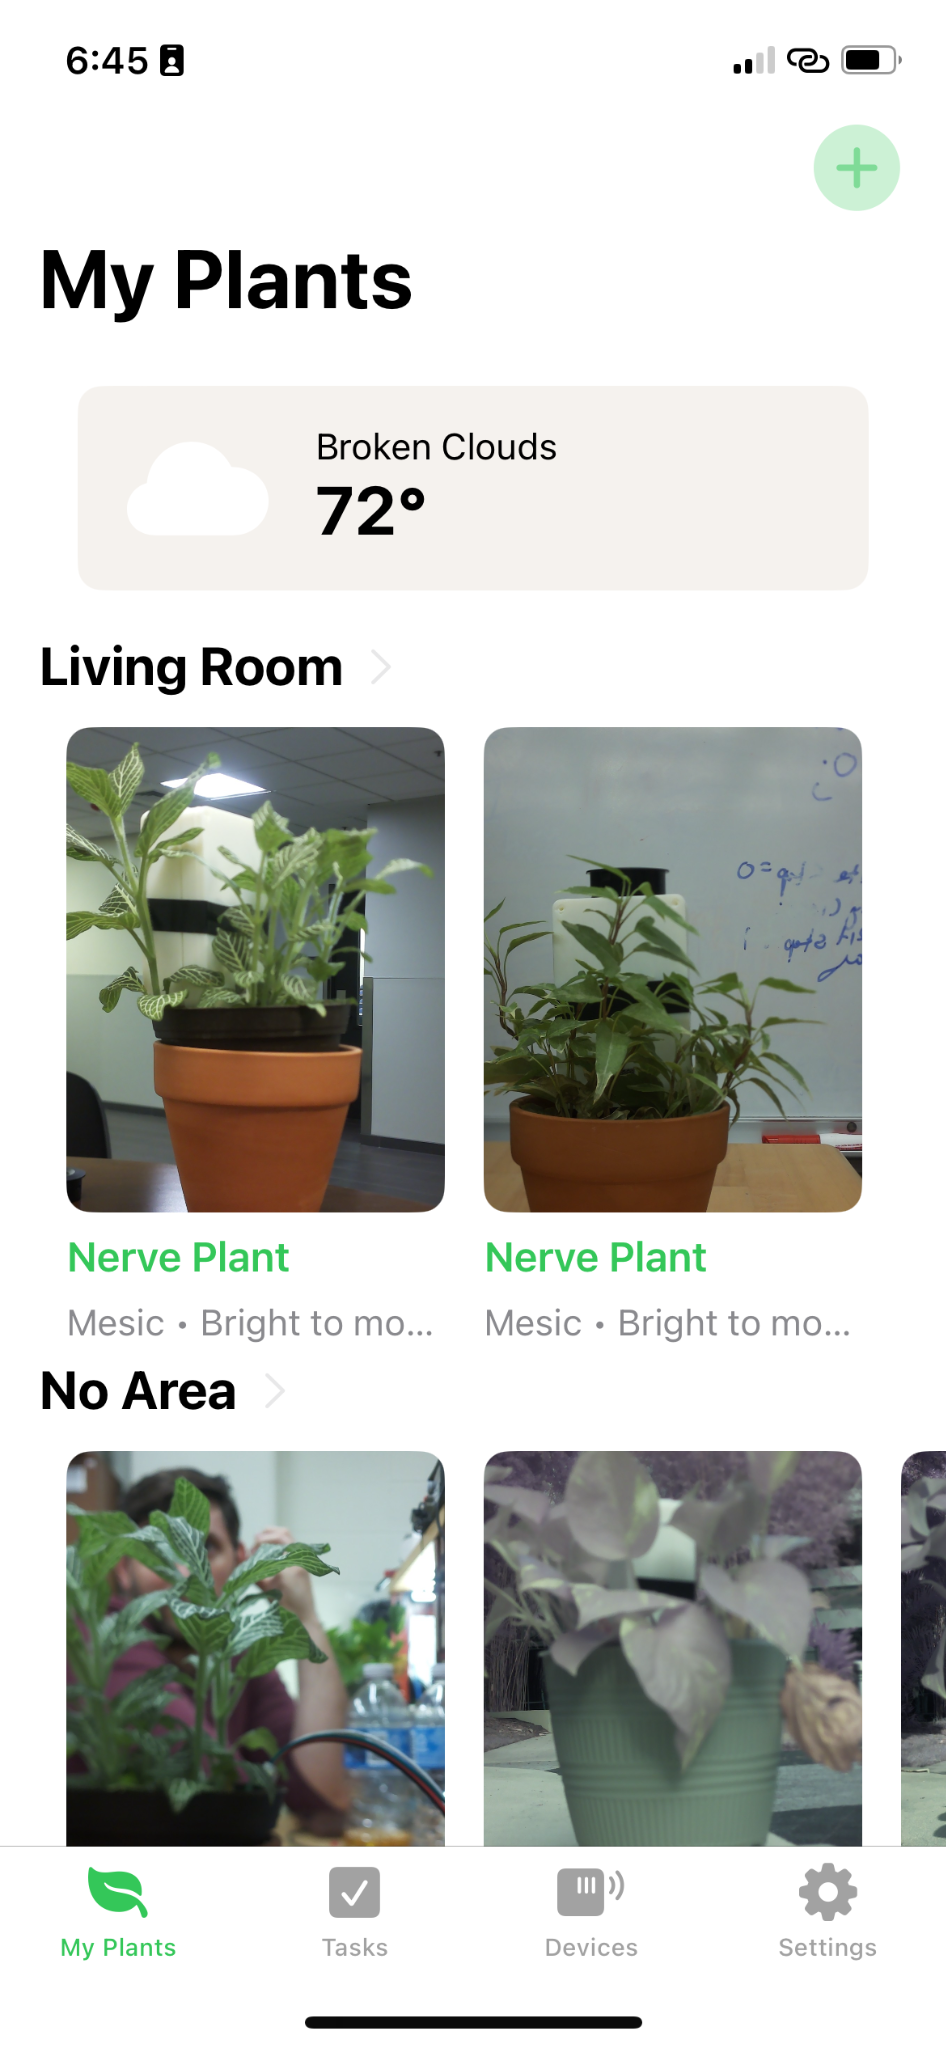 6:45
My Plants
Broken Clouds
72°
Living Room
Nerve Plant
Mesic • Bright to mo...
Nerve Plant
Mesic • Bright to mo...
No Area
My Plants
Tasks
Devices
Settings